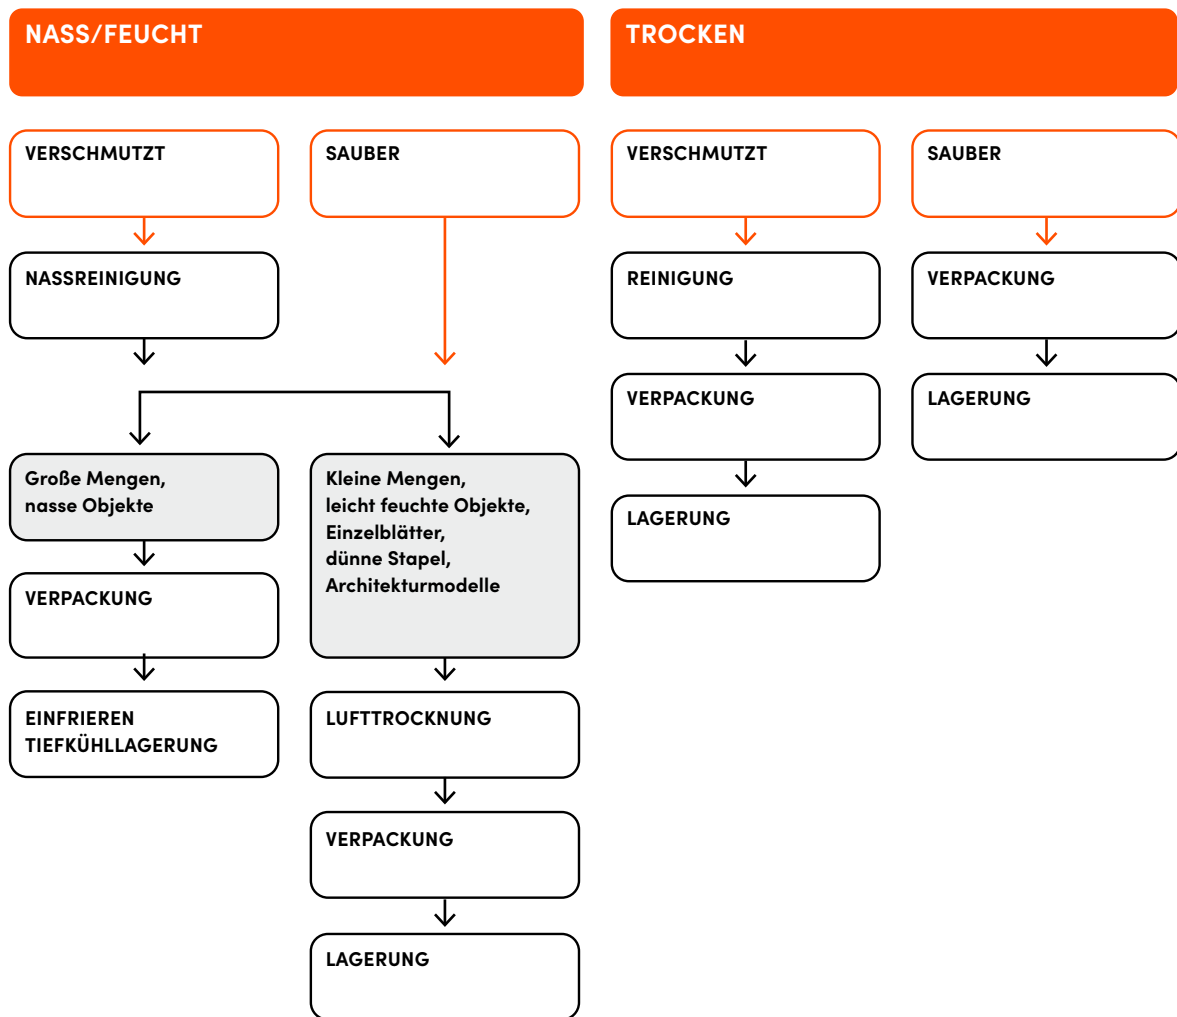 NASS/FEUCHT
TROCKEN
VERSCHMUTZT
SAUBER
VERSCHMUTZT
SAUBER
NASSREINIGUNG
REINIGUNG
VERPACKUNG
VERPACKUNG
LAGERUNG
Große Mengen,
nasse Objekte
Kleine Mengen,
leicht feuchte Objekte,
Einzelblätter,
dünne Stapel,
Architekturmodelle
LAGERUNG
VERPACKUNG
EINFRIEREN
TIEFKÜHLLAGERUNG
LUFTTROCKNUNG
VERPACKUNG
LAGERUNG